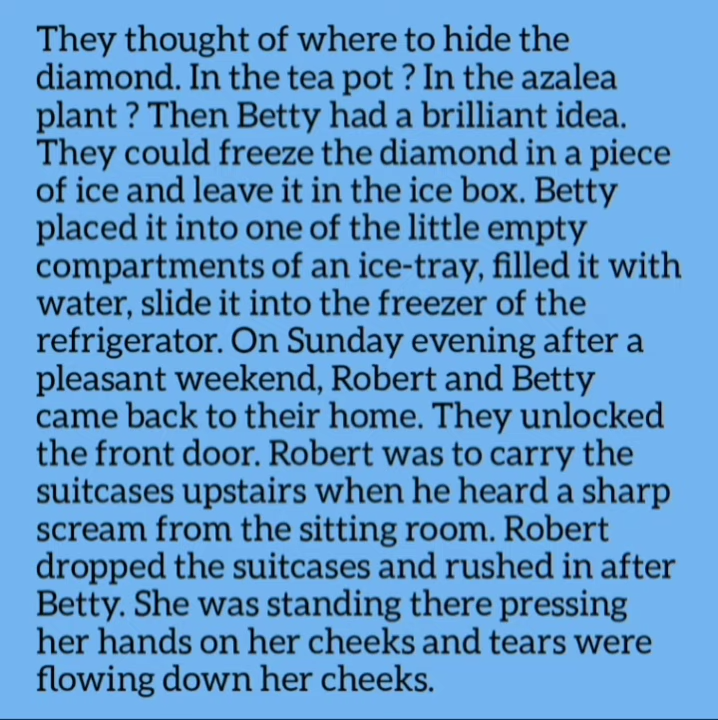 They thought of where to hide the
diamond. In the tea pot ? In the azalea
plant ? Then Betty had a brilliant idea.
They could freeze the diamond in a piece
of ice and leave it in the ice box. Betty
placed it into one of the little empty
compartments of an ice-tray, filled it with
water, slide it into the freezer of the
refrigerator. On Sunday evening after a
pleasant weekend, Robert and Betty
came back to their home. They unlocked
the front door. Robert was to carry the
suitcases upstairs when he heard a sharp
scream from the sitting room. Robert
dropped the suitcases and rushed in after
Betty. She was standing there pressing
her hands on her cheeks and tears were
flowing down her cheeks.